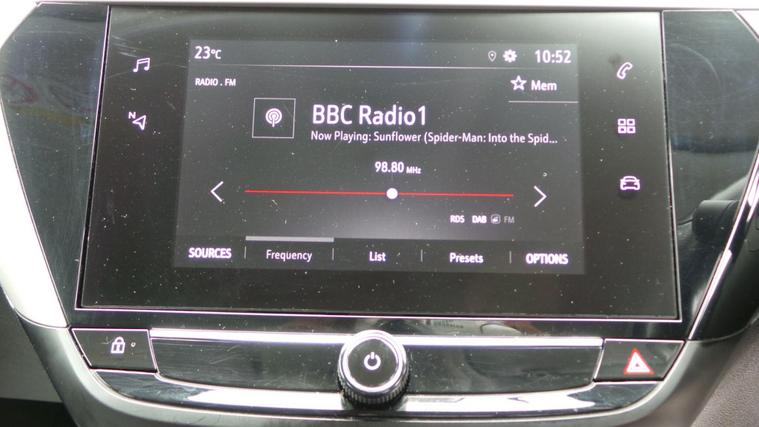 23°C
10:52
RADIO . FM
Mem
BBC Radio1
Now Playing: Sunflower (Spider-Man: Into the Spid...
98.80 MHz
RDS DAB FM
SOURCES Frequency List Presets OPTIONS
N